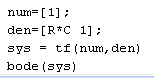 num=[1];
den=[R*C 1];
sys = tf(num,den)
bode(sys)